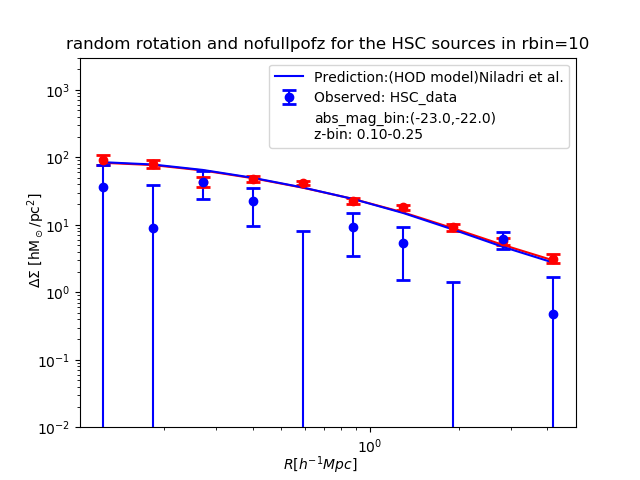 random rotation and nofullpofz for the HSC sources in rbin=10
Prediction:(HOD model)Niladri et al.
Observed: HSC_data
abs_mag_bin:(-23.0,-22.0)
z-bin: 0.10-0.25
10³
10²
10¹
10⁰
10⁻¹
10⁻²
ΔΣ [hM⊙/pc²]
10⁰
R[h⁻¹Mpc]